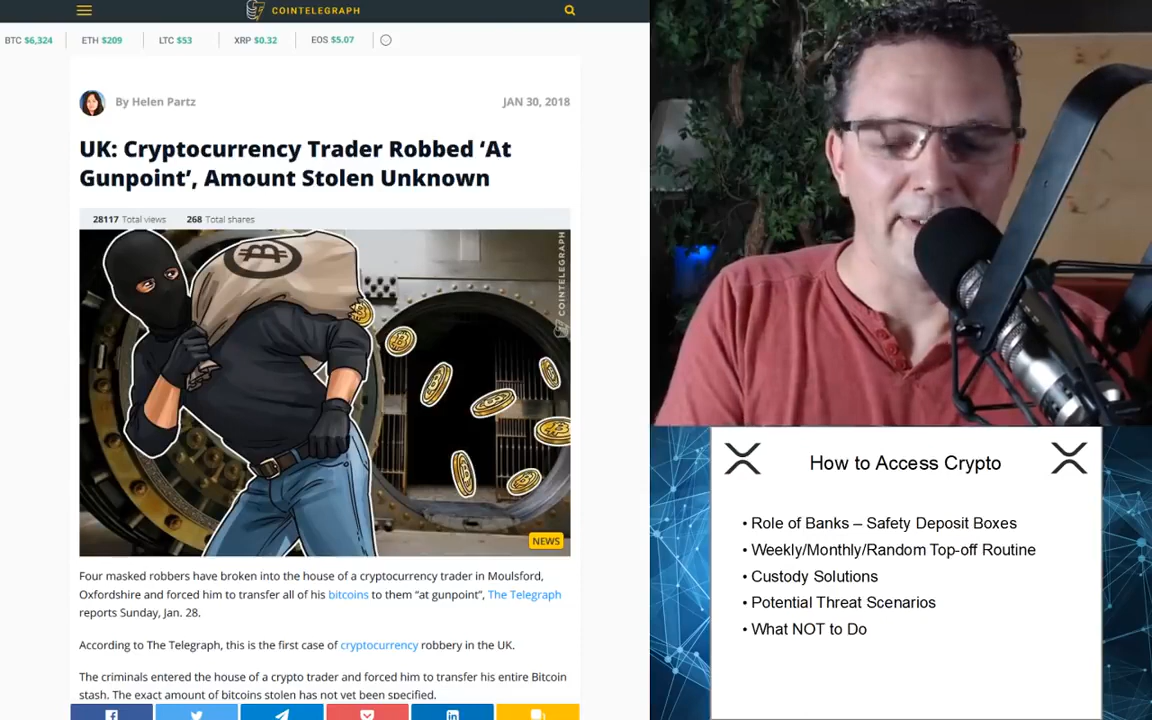 COINTELEGRAPH
BTC $6,324 ETH $209 LTC $53 XRP $0.32 EOS $5.07
By Helen Partz JAN 30, 2018
UK: Cryptocurrency Trader Robbed ‘At
Gunpoint’, Amount Stolen Unknown
28117 Total views 268 Total shares
COINTELEGRAPH
NEWS
Four masked robbers have broken into the house of a cryptocurrency trader in Moulsford,
Oxfordshire and forced him to transfer all of his bitcoins to them “at gunpoint”, The Telegraph
reports Sunday, Jan. 28.
According to The Telegraph, this is the first case of cryptocurrency robbery in the UK.
The criminals entered the house of a crypto trader and forced him to transfer his entire Bitcoin
stash. The exact amount of bitcoins stolen has not yet been specified.
How to Access Crypto
• Role of Banks – Safety Deposit Boxes
• Weekly/Monthly/Random Top-off Routine
• Custody Solutions
• Potential Threat Scenarios
• What NOT to Do